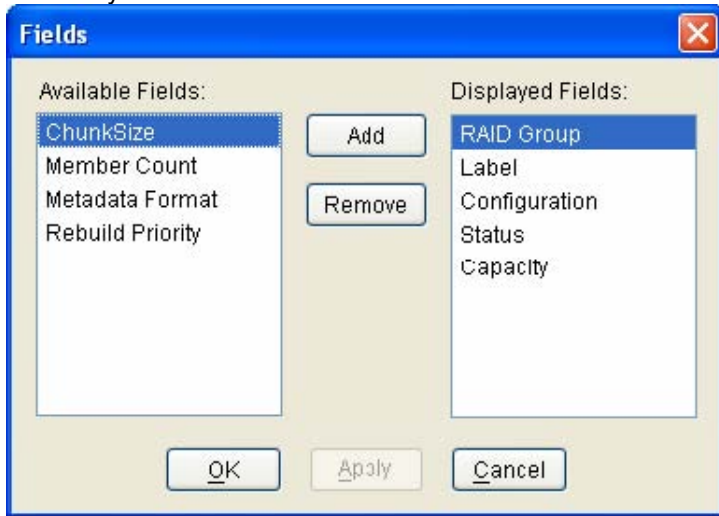 Fields
Available Fields:
ChunkSize
Member Count
Metadata Format
Rebuild Priority
Add
Remove
Displayed Fields:
RAID Group
Label
Configuration
Status
Capacity
OK
Apply
Cancel